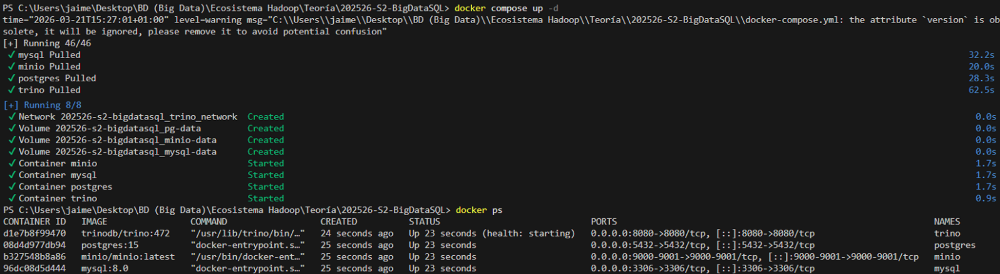 PS C:\Users\jaime\Desktop\BD (Big Data)\Ecosistema Hadoop\Teoría\202526-S2-BigDataSQL> docker compose up -d
time="2026-03-21T15:27:01+01:00" level=warning msg="C:\\Users\\jaime\\Desktop\\BD (Big Data)\\Ecosistema Hadoop\\Teoría\\202526-S2-BigDataSQL\\docker-compose.yml: the attribute `version` is ob
solete, it will be ignored, please remove it to avoid potential confusion"
[+] Running 46/46
✓ mysql Pulled 32.2s
✓ minio Pulled 20.0s
✓ postgres Pulled 28.3s
✓ trino Pulled 62.5s
[+] Running 8/8
✓ Network 202526-s2-bigdatasql_trino_network Created 0.0s
✓ Volume 202526-s2-bigdatasql_pg-data Created 0.0s
✓ Volume 202526-s2-bigdatasql_minio-data Created 0.0s
✓ Volume 202526-s2-bigdatasql_mysql-data Created 0.0s
✓ Container minio Started 1.7s
✓ Container mysql Started 1.7s
✓ Container postgres Started 1.7s
✓ Container trino Started 0.9s
PS C:\Users\jaime\Desktop\BD (Big Data)\Ecosistema Hadoop\Teoría\202526-S2-BigDataSQL> docker ps
CONTAINER ID IMAGE COMMAND CREATED STATUS PORTS NAMES
d1e7b8f99470 trinodb/trino:472 "/usr/lib/trino/bin/…" 24 seconds ago Up 23 seconds (health: starting) 0.0.0.0:8080->8080/tcp, [::]:8080->8080/tcp trino
08d4d977db94 postgres:15 "docker-entrypoint.s…" 25 seconds ago Up 23 seconds 0.0.0.0:5432->5432/tcp, [::]:5432->5432/tcp postgres
b327548b8a86 minio/minio:latest "/usr/bin/docker-ent…" 25 seconds ago Up 23 seconds 0.0.0.0:9000-9001->9000-9001/tcp, [::]:9000-9001->9000-9001/tcp minio
96dc08d5d444 mysql:8.0 "docker-entrypoint.s…" 25 seconds ago Up 23 seconds 0.0.0.0:3306->3306/tcp, [::]:3306->3306/tcp mysql